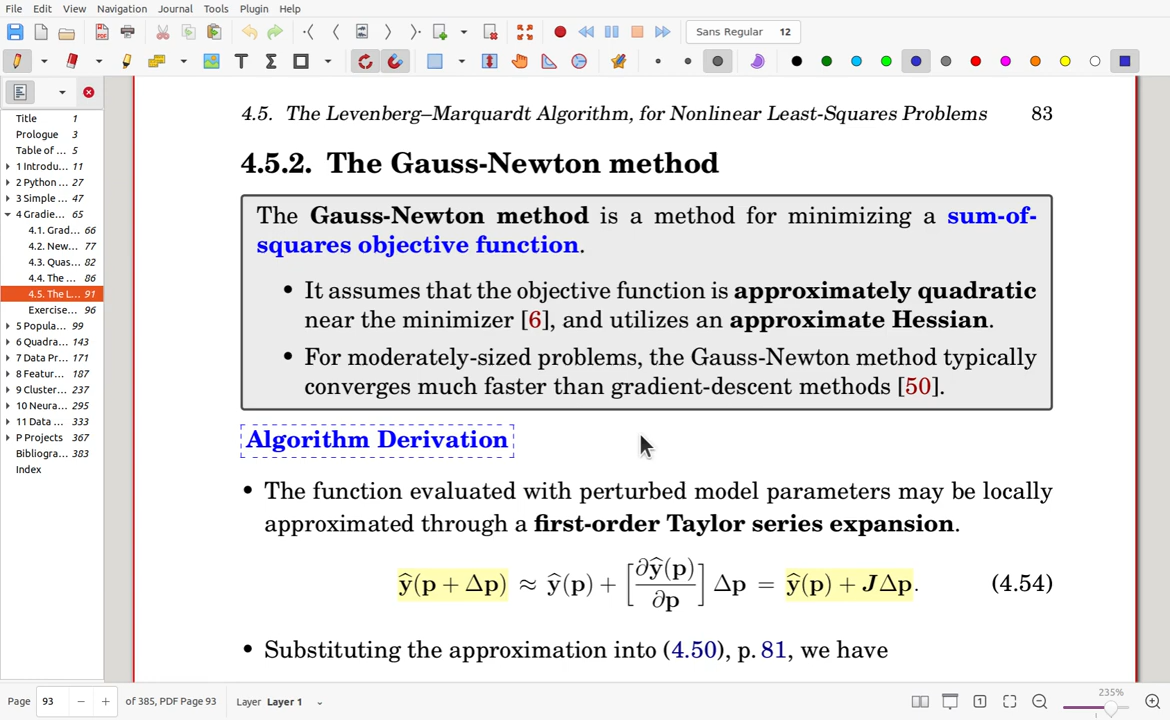 File Edit View Navigation Journal Tools Plugin Help
Sans Regular 12
Title 1
Prologue 3
Table of ... 5
1 Introdu... 11
2 Python ... 27
3 Simple ... 47
4 Gradie... 65
4.1. Grad... 66
4.2. New... 77
4.3. Quas... 82
4.4. The ... 86
4.5. The L... 91
Exercise... 96
5 Popula... 99
6 Quadra... 143
7 Data Pr... 171
8 Featur... 187
9 Cluster... 237
10 Neura... 295
11 Data ... 333
P Projects 367
Bibliogra... 383
Index
4.5. The Levenberg–Marquardt Algorithm, for Nonlinear Least-Squares Problems 83
4.5.2. The Gauss-Newton method
The Gauss-Newton method is a method for minimizing a sum-of-
squares objective function.
• It assumes that the objective function is approximately quadratic
near the minimizer [6], and utilizes an approximate Hessian.
• For moderately-sized problems, the Gauss-Newton method typically
converges much faster than gradient-descent methods [50].
Algorithm Derivation
• The function evaluated with perturbed model parameters may be locally
approximated through a first-order Taylor series expansion.
ŷ(p + Δp) ≈ ŷ(p) + [∂ŷ(p)/∂p] Δp = ŷ(p) + JΔp. (4.54)
• Substituting the approximation into (4.50), p. 81, we have
Page 93 − + of 385, PDF Page 93 Layer Layer 1 235%